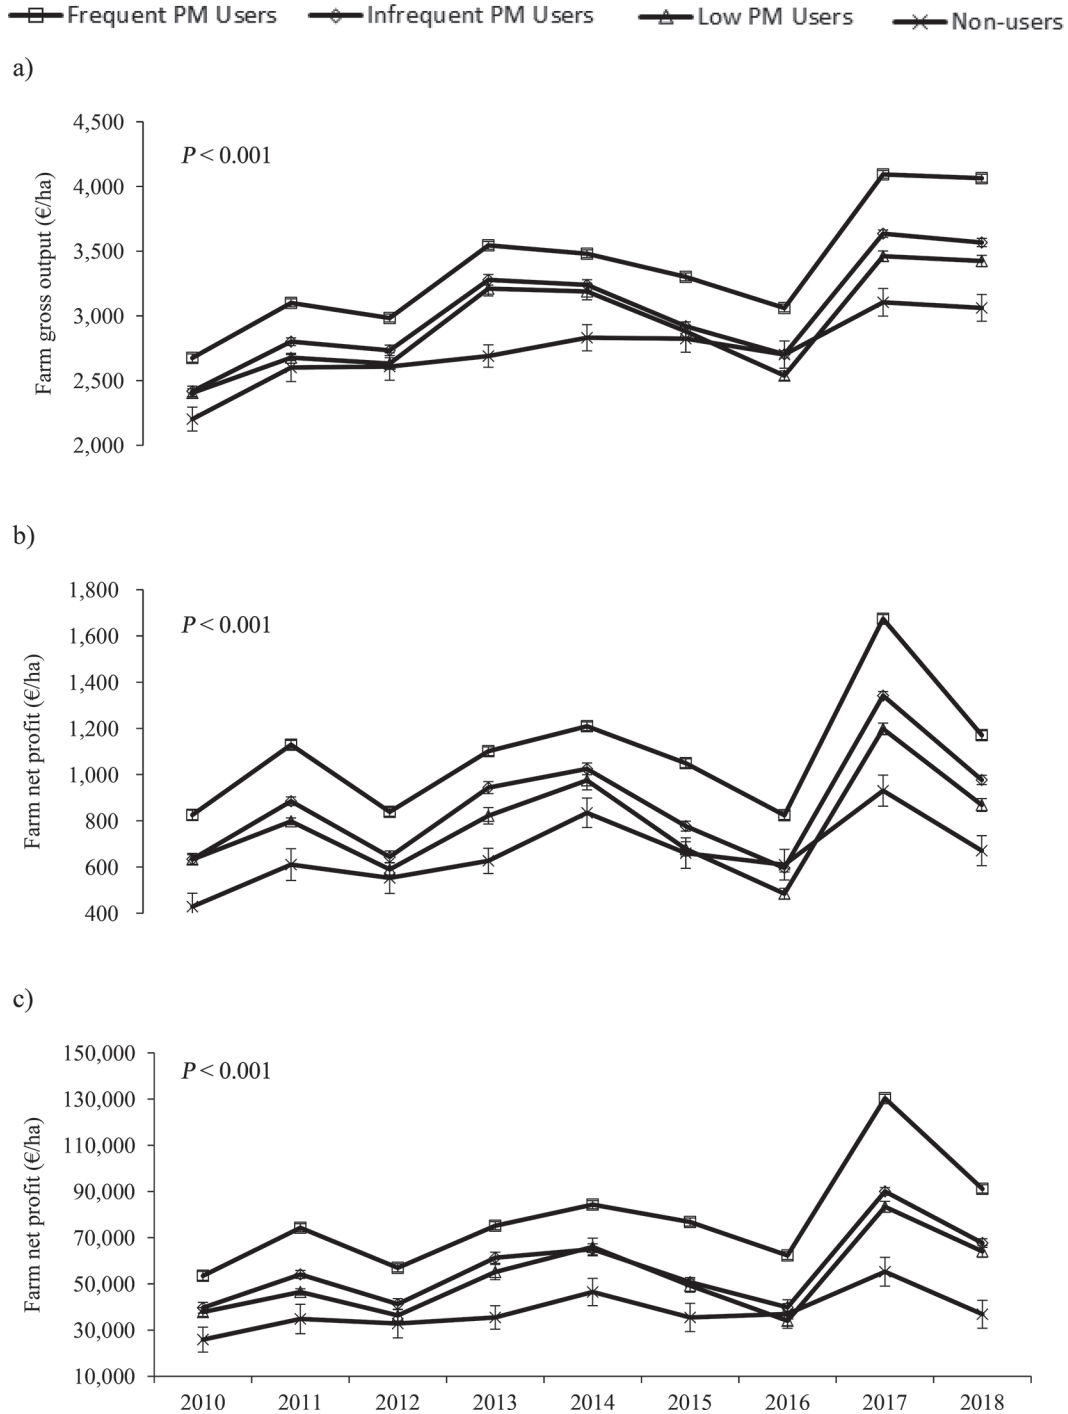 Frequent PM Users Infrequent PM Users Low PM Users Non-users
a)
4,500
P < 0.001
4,000
3,500
3,000
2,500
2,000
Farm gross output (€/ha)
b)
1,800
P < 0.001
1,600
1,400
1,200
1,000
800
600
400
Farm net profit (€/ha)
c)
150,000
P < 0.001
130,000
110,000
90,000
70,000
50,000
30,000
10,000
Farm net profit (€/ha)
2010 2011 2012 2013 2014 2015 2016 2017 2018